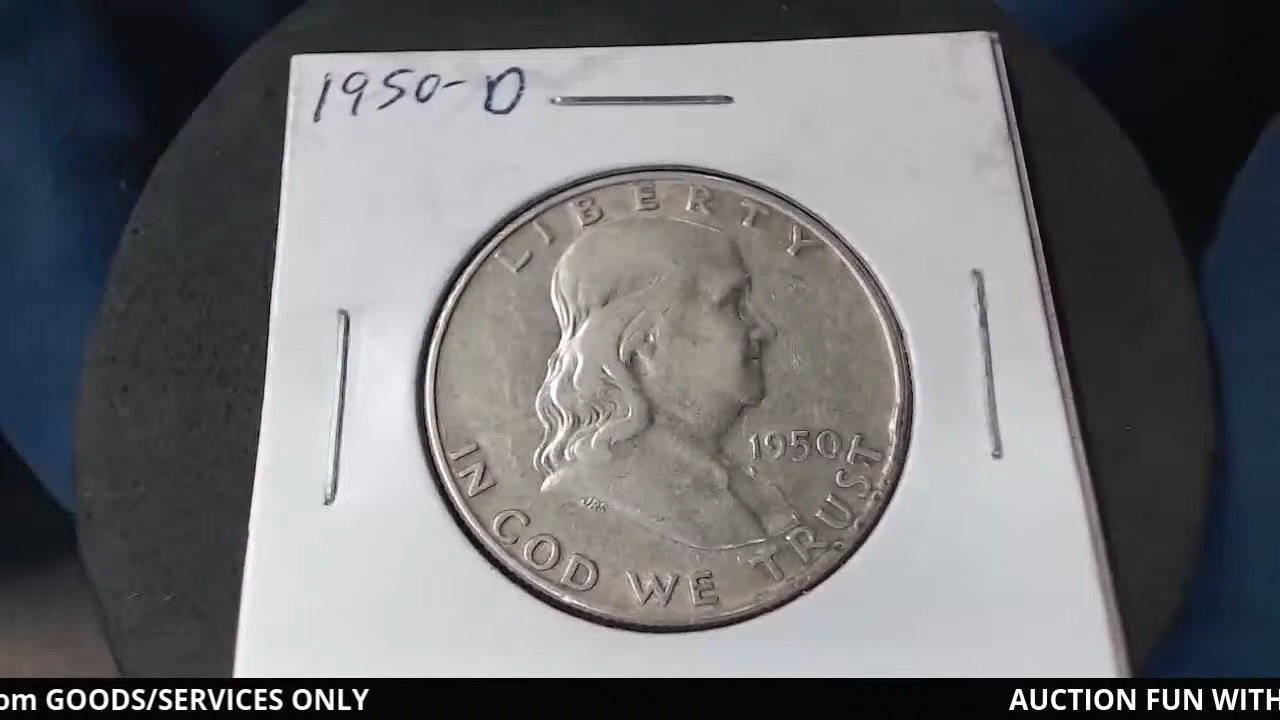 1950-D
LIBERTY
1950
IN GOD WE TRUST
JRS
om GOODS/SERVICES ONLY
AUCTION FUN WITH